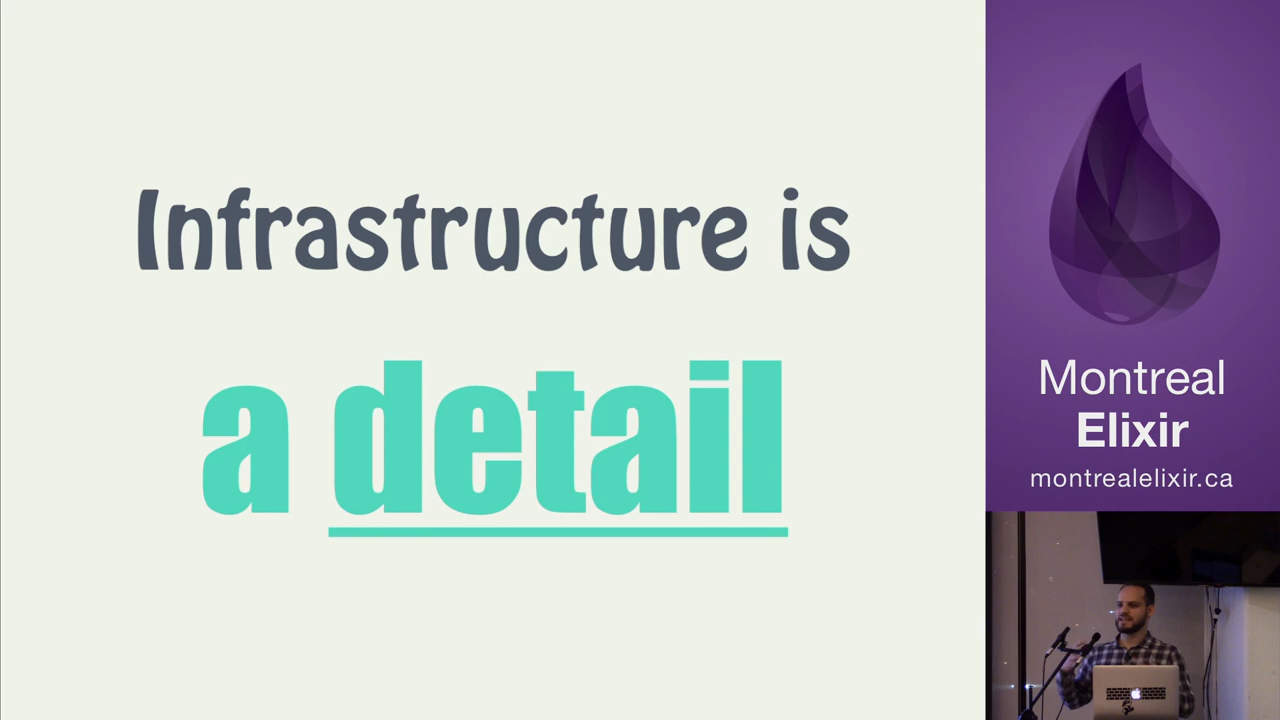 Infrastructure is
a detail
Montreal
Elixir
montrealelixir.ca